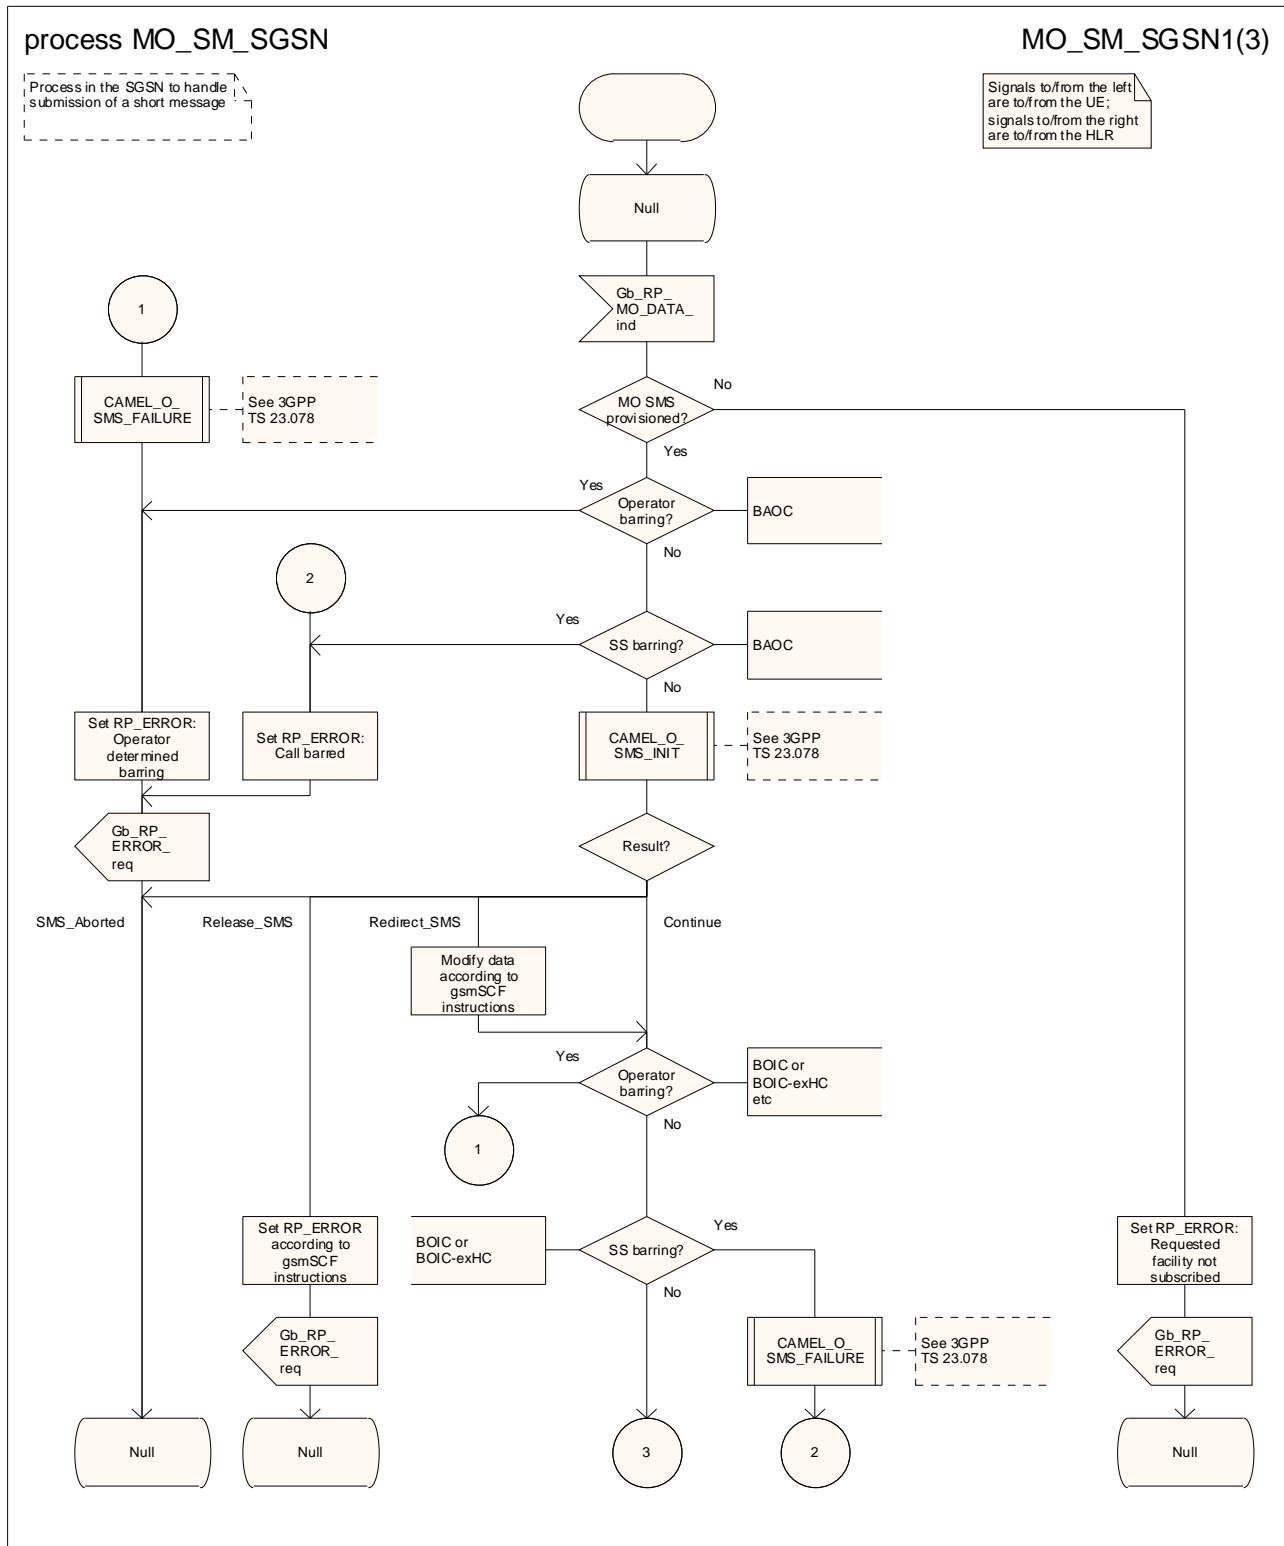 process MO_SM_SGSN
MO_SM_SGSN1(3)
Process in the SGSN to handle
submission of a short message
Signals to/from the left
are to/from the UE;
signals to/from the right
are to/from the HLR
Null
Gb_RP_
MO_DATA_
ind
1
CAMEL_O_
SMS_FAILURE
See 3GPP
TS 23.078
MO SMS
provisioned?
No
Yes
Operator
barring?
Yes
BAOC
No
2
SS barring?
Yes
BAOC
No
Set RP_ERROR:
Operator
determined
barring
Set RP_ERROR:
Call barred
CAMEL_O_
SMS_INIT
See 3GPP
TS 23.078
Gb_RP_
ERROR_
req
Result?
SMS_Aborted
Release_SMS
Redirect_SMS
Continue
Modify data
according to
gsmSCF
instructions
Yes
Operator
barring?
BOIC or
BOIC-exHC
etc
No
1
Set RP_ERROR
according to
gsmSCF
instructions
BOIC or
BOIC-exHC
SS barring?
Yes
No
Set RP_ERROR:
Requested
facility not
subscribed
Gb_RP_
ERROR_
req
CAMEL_O_
SMS_FAILURE
See 3GPP
TS 23.078
Gb_RP_
ERROR_
req
Null
Null
3
2
Null